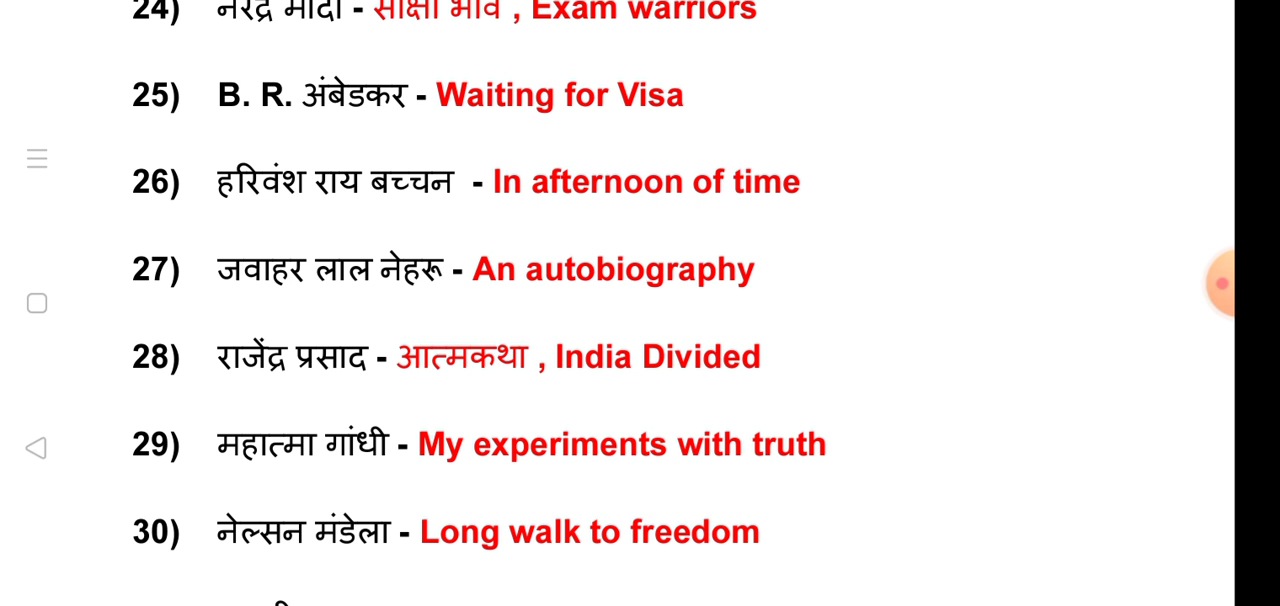 24) नरेंद्र मोदी - साक्षी भाव , Exam warriors
25) B. R. अंबेडकर - Waiting for Visa
26) हरिवंश राय बच्चन - In afternoon of time
27) जवाहर लाल नेहरू - An autobiography
28) राजेंद्र प्रसाद - आत्मकथा , India Divided
29) महात्मा गांधी - My experiments with truth
30) नेल्सन मंडेला - Long walk to freedom